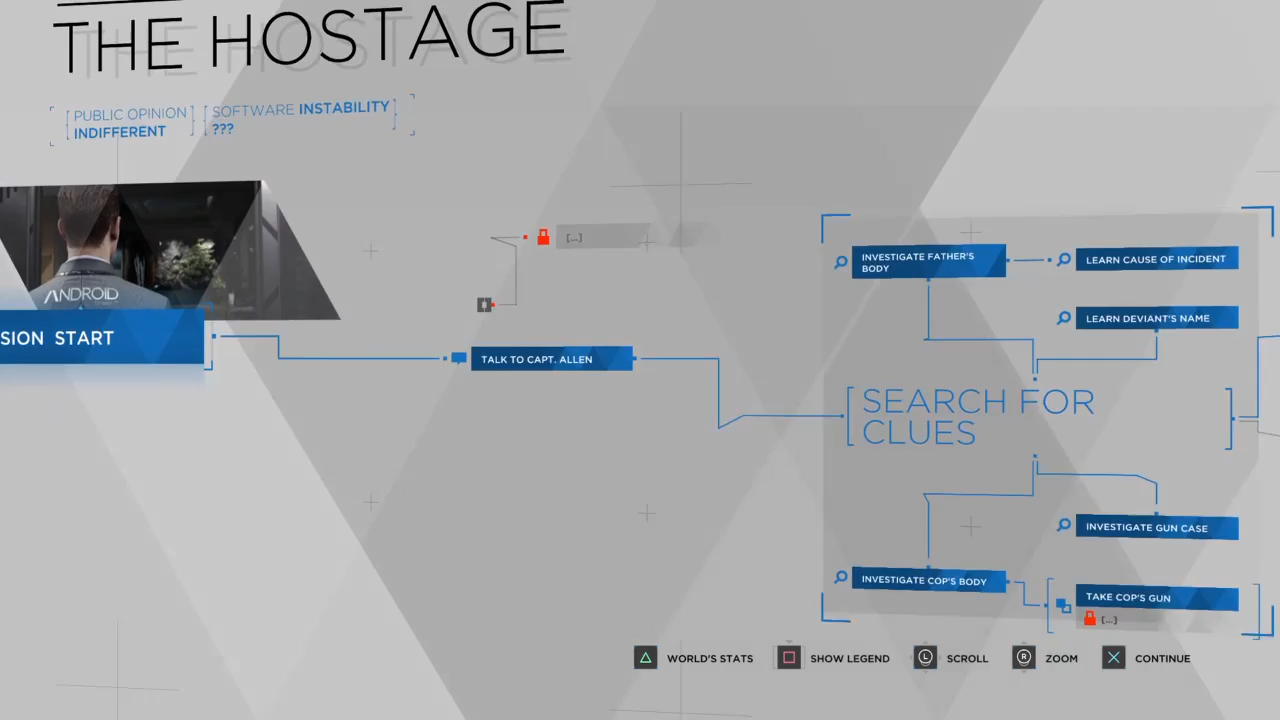 THE HOSTAGE
PUBLIC OPINION
INDIFFERENT
SOFTWARE INSTABILITY
???
ANDROID
SION START
[...]
TALK TO CAPT. ALLEN
INVESTIGATE FATHER'S
BODY
LEARN CAUSE OF INCIDENT
LEARN DEVIANT'S NAME
SEARCH FOR
CLUES
INVESTIGATE GUN CASE
INVESTIGATE COP'S BODY
TAKE COP'S GUN
[...]
WORLD'S STATS
SHOW LEGEND
L
SCROLL
R
ZOOM
CONTINUE